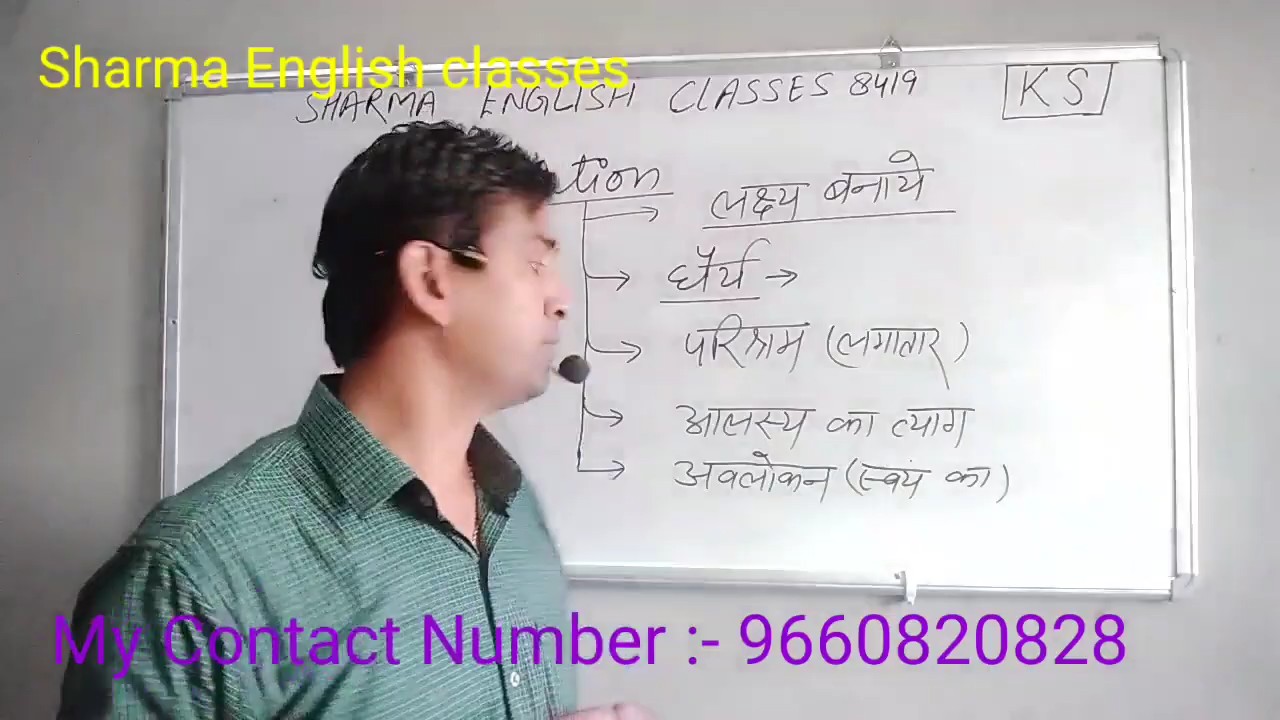 Sharma English classes
SHARMA ENGLISH CLASSES 8419
KS
लक्ष्य बनाये
धैर्य →
परिश्रम (लगातार)
आलस्य का त्याग
अवलोकन (स्वयं का)
My Contact Number :- 9660820828